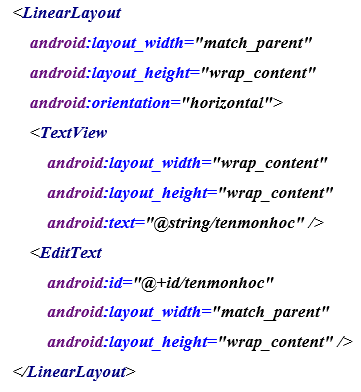 <LinearLayout
android:layout_width="match_parent"
android:layout_height="wrap_content"
android:orientation="horizontal">
<TextView
android:layout_width="wrap_content"
android:layout_height="wrap_content"
android:text="@string/tenmonhoc" />
<EditText
android:id="@+id/tenmonhoc"
android:layout_width="match_parent"
android:layout_height="wrap_content" />
</LinearLayout>